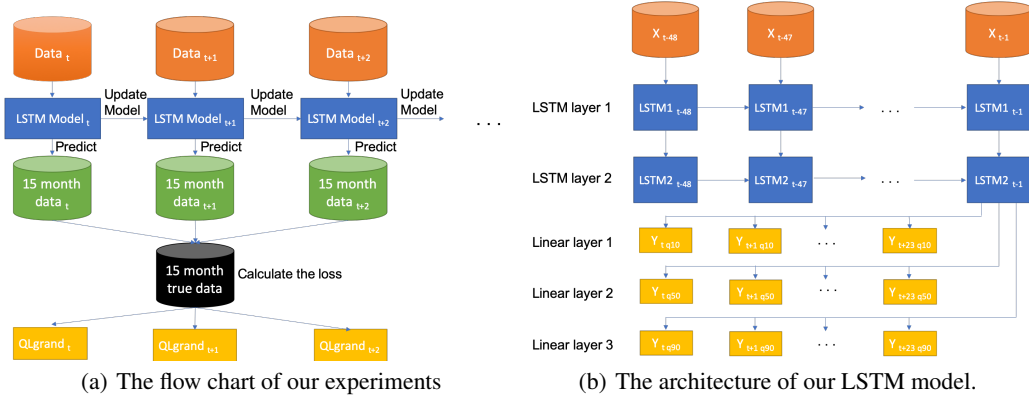 Data t
Data t+1
Data t+2
Update
Model
Update
Model
Update
Model
LSTM Model t
LSTM Model t+1
LSTM Model t+2
. . .
Predict
Predict
Predict
15 month
data t
15 month
data t+1
15 month
data t+2
15 month
true data
Calculate the loss
QLgrand t
QLgrand t+1
QLgrand t+2
(a) The flow chart of our experiments
X t-48
X t-47
X t-1
LSTM layer 1
LSTM1 t-48
LSTM1 t-47
. . .
LSTM1 t-1
LSTM layer 2
LSTM2 t-48
LSTM2 t-47
. . .
LSTM2 t-1
Linear layer 1
Y t q10
Y t+1 q10
. . .
Y t+23 q10
Linear layer 2
Y t q50
Y t+1 q50
. . .
Y t+23 q50
Linear layer 3
Y t q90
Y t+1 q90
. . .
Y t+23 q90
(b) The architecture of our LSTM model.